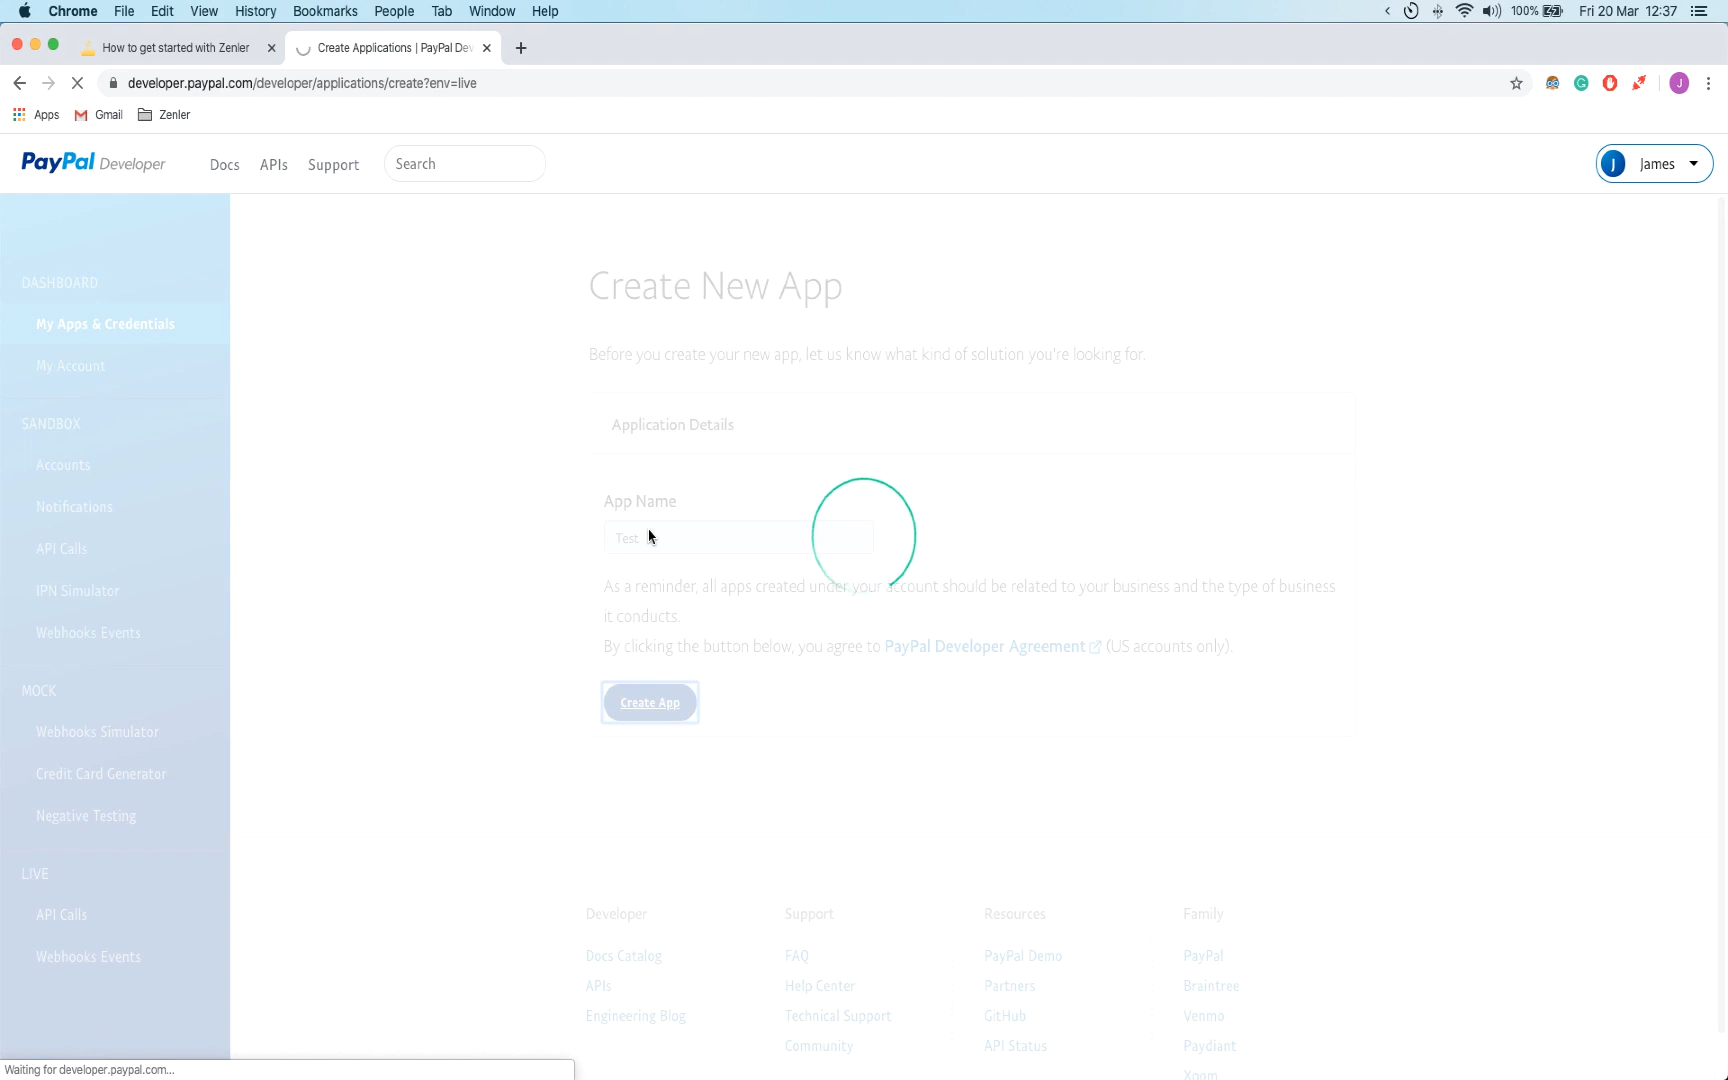 Chrome File Edit View History Bookmarks People Tab Window Help 100% Fri 20 Mar 12:37
How to get started with Zenler Create Applications | PayPal Dev
developer.paypal.com/developer/applications/create?env=live J
Apps Gmail Zenler
PayPal Developer Docs APIs Support Search J James
DASHBOARD
My Apps & Credentials
My Account
SANDBOX
Accounts
Notifications
API Calls
IPN Simulator
Webhooks Events
MOCK
Webhooks Simulator
Credit Card Generator
Negative Testing
LIVE
API Calls
Webhooks Events
Create New App
Before you create your new app, let us know what kind of solution you're looking for.
Application Details
App Name
Test
As a reminder, all apps created under your account should be related to your business and the type of business
it conducts.
By clicking the button below, you agree to PayPal Developer Agreement (US accounts only).
Create App
Developer Support Resources Family
Docs Catalog FAQ PayPal Demo PayPal
APIs Help Center Partners Braintree
Engineering Blog Technical Support GitHub Venmo
Community API Status Paydiant
Xoom
Waiting for developer.paypal.com...